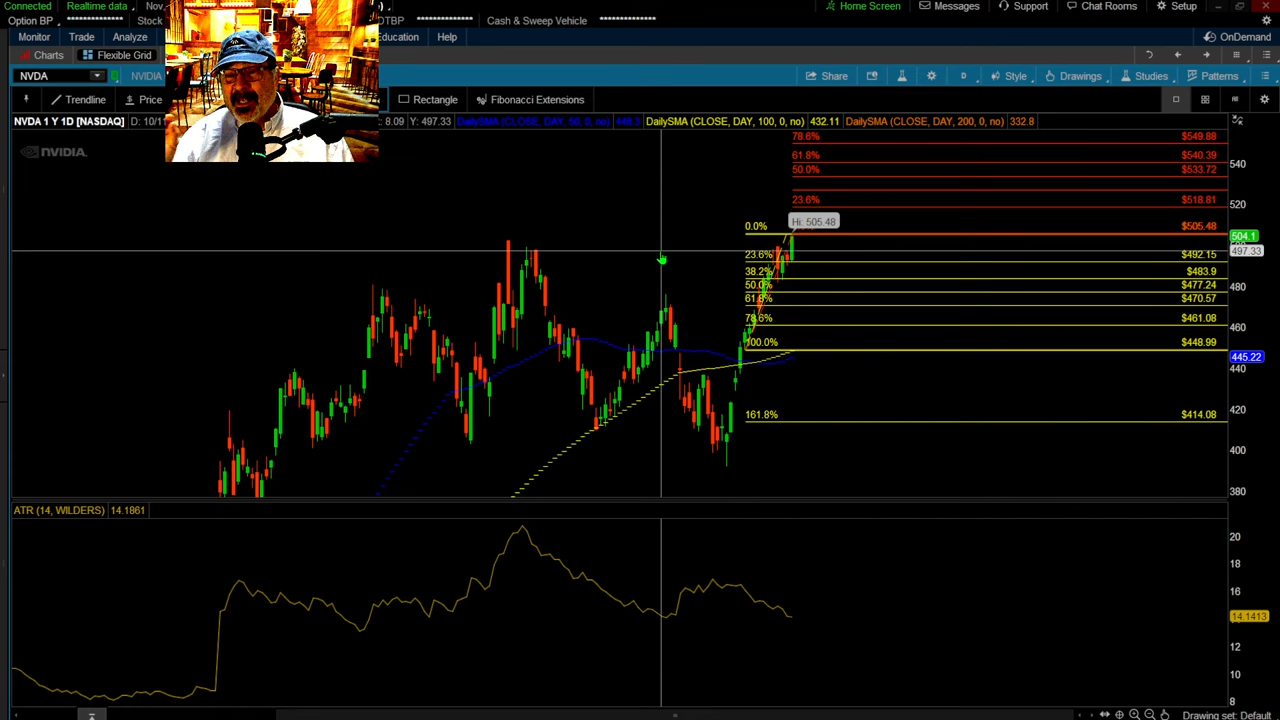 Connected Realtime data Nov
Home Screen Messages Support Chat Rooms Setup
Option BP ************** Stock DTBP ************** Cash & Sweep Vehicle **************
Monitor Trade Analyze Education Help OnDemand
Charts Flexible Grid
NVDA NVIDIA Share D Style Drawings Studies Patterns
Trendline Price Rectangle Fibonacci Extensions
NVDA 1 Y 1D [NASDAQ] D: 10/11 : 8.09 Y: 497.33 DailySMA (CLOSE, DAY, 50, 0, no) 448.3 DailySMA (CLOSE, DAY, 100, 0, no) 432.11 DailySMA (CLOSE, DAY, 200, 0, no) 332.8
NVIDIA.
78.6% $549.88
61.8% $540.39
50.0% $533.72
23.6% $518.81
Hi: 505.48
0.0% $505.48
23.6% $492.15
38.2% $483.9
50.0% $477.24
61.8% $470.57
78.6% $461.08
100.0% $448.99
161.8% $414.08
540
520
504.1
497.33
480
460
445.22
440
420
400
380
ATR (14, WILDERS) 14.1861
20
18
16
14.1413
12
10
8
Drawing set: Default